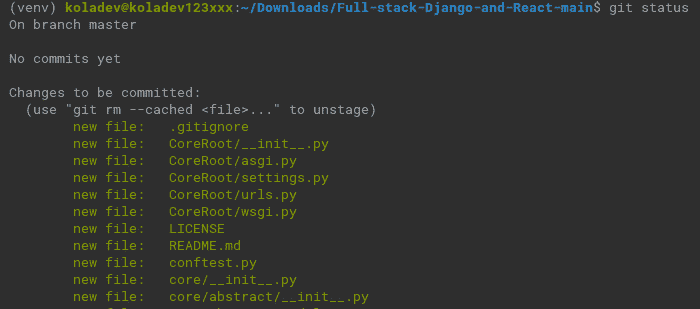 (venv) koladev@koladev123xxx:~/Downloads/Full-stack-Django-and-React-main$ git status
On branch master
No commits yet
Changes to be committed:
(use "git rm --cached <file>..." to unstage)
new file: .gitignore
new file: CoreRoot/__init__.py
new file: CoreRoot/asgi.py
new file: CoreRoot/settings.py
new file: CoreRoot/urls.py
new file: CoreRoot/wsgi.py
new file: LICENSE
new file: README.md
new file: conftest.py
new file: core/__init__.py
new file: core/abstract/__init__.py